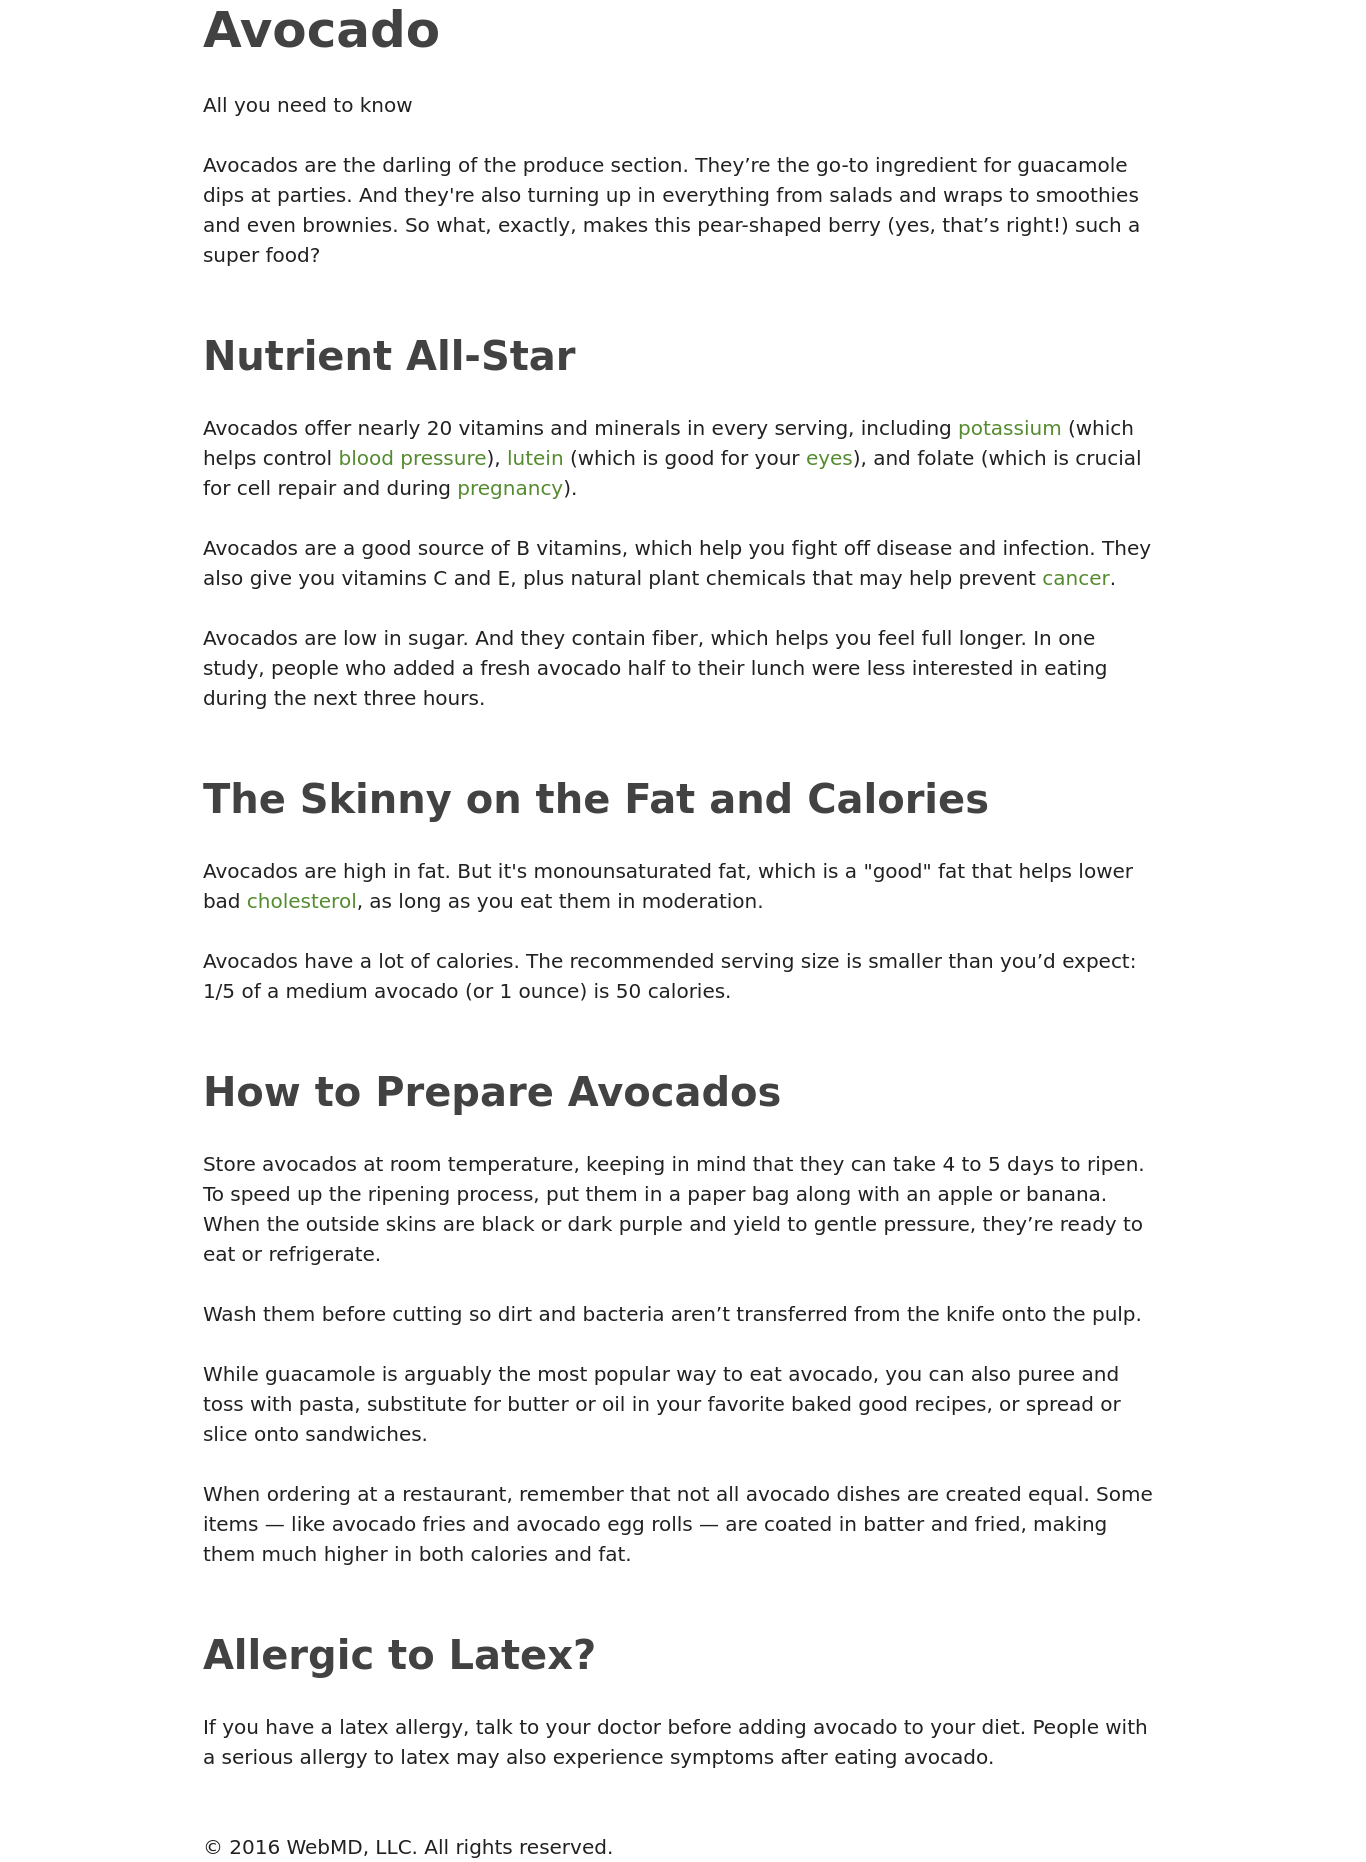 Avocado
All you need to know
Avocados are the darling of the produce section. They’re the go-to ingredient for guacamole
dips at parties. And they're also turning up in everything from salads and wraps to smoothies
and even brownies. So what, exactly, makes this pear-shaped berry (yes, that’s right!) such a
super food?
Nutrient All-Star
Avocados offer nearly 20 vitamins and minerals in every serving, including potassium (which
helps control blood pressure), lutein (which is good for your eyes), and folate (which is crucial
for cell repair and during pregnancy).
Avocados are a good source of B vitamins, which help you fight off disease and infection. They
also give you vitamins C and E, plus natural plant chemicals that may help prevent cancer.
Avocados are low in sugar. And they contain fiber, which helps you feel full longer. In one
study, people who added a fresh avocado half to their lunch were less interested in eating
during the next three hours.
The Skinny on the Fat and Calories
Avocados are high in fat. But it's monounsaturated fat, which is a "good" fat that helps lower
bad cholesterol, as long as you eat them in moderation.
Avocados have a lot of calories. The recommended serving size is smaller than you’d expect:
1/5 of a medium avocado (or 1 ounce) is 50 calories.
How to Prepare Avocados
Store avocados at room temperature, keeping in mind that they can take 4 to 5 days to ripen.
To speed up the ripening process, put them in a paper bag along with an apple or banana.
When the outside skins are black or dark purple and yield to gentle pressure, they’re ready to
eat or refrigerate.
Wash them before cutting so dirt and bacteria aren’t transferred from the knife onto the pulp.
While guacamole is arguably the most popular way to eat avocado, you can also puree and
toss with pasta, substitute for butter or oil in your favorite baked good recipes, or spread or
slice onto sandwiches.
When ordering at a restaurant, remember that not all avocado dishes are created equal. Some
items — like avocado fries and avocado egg rolls — are coated in batter and fried, making
them much higher in both calories and fat.
Allergic to Latex?
If you have a latex allergy, talk to your doctor before adding avocado to your diet. People with
a serious allergy to latex may also experience symptoms after eating avocado.
© 2016 WebMD, LLC. All rights reserved.